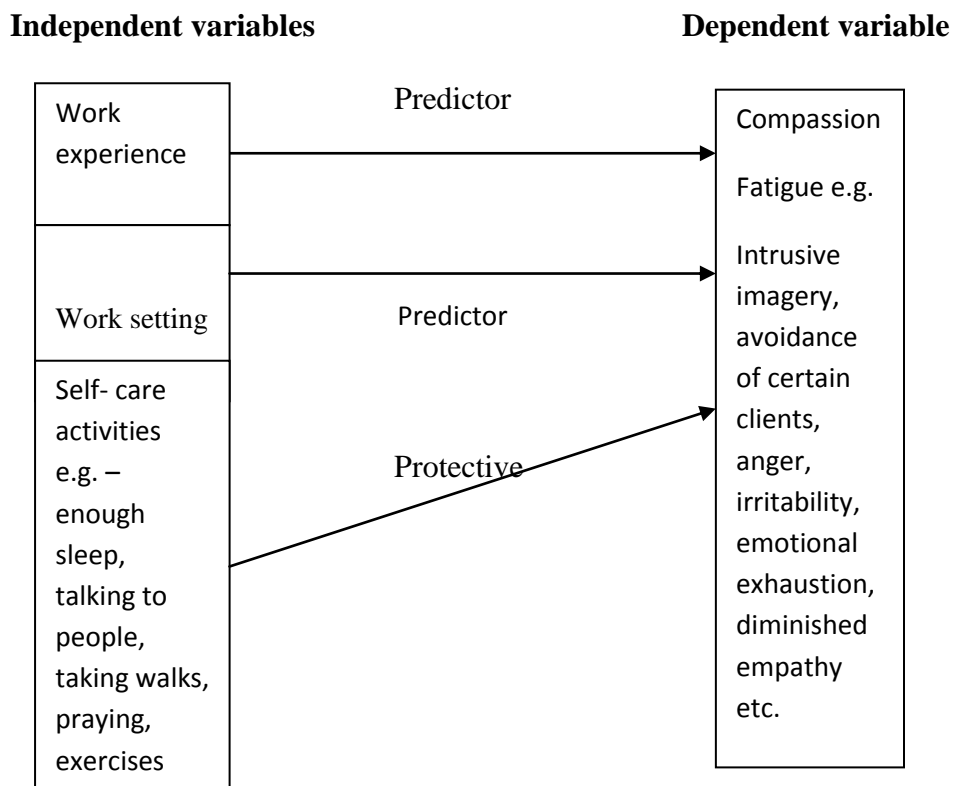 Independent variables
Dependent variable
Work
experience
Predictor
Work setting
Predictor
Self- care
activities
e.g. –
enough
sleep,
talking to
people,
taking walks,
praying,
exercises
Protective
Compassion
Fatigue e.g.
Intrusive
imagery,
avoidance
of certain
clients,
anger,
irritability,
emotional
exhaustion,
diminished
empathy
etc.